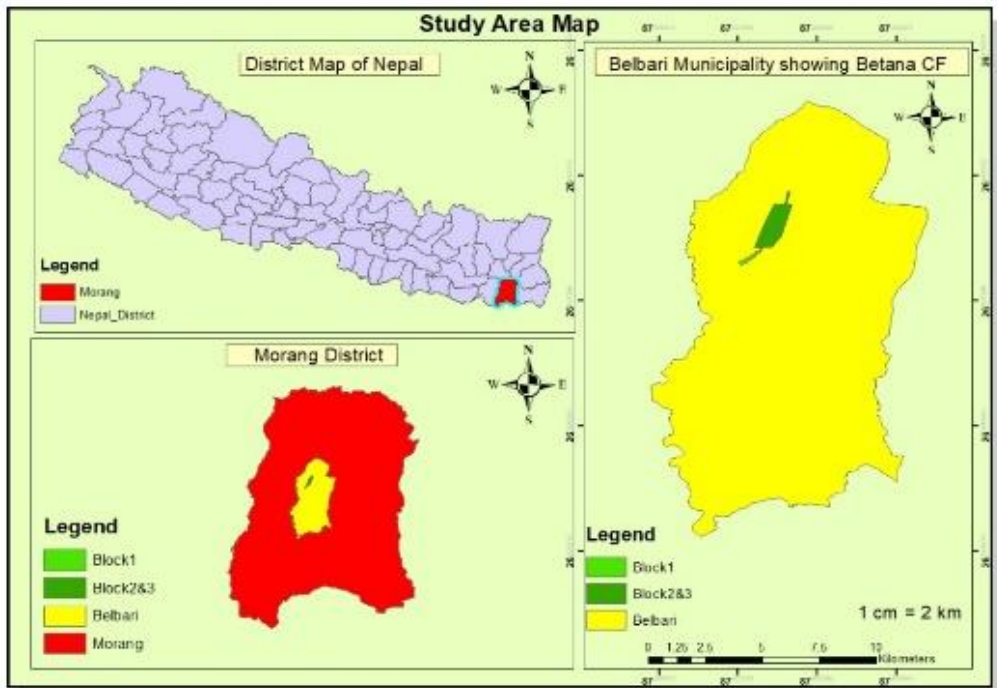 Study Area Map
District Map of Nepal
N
W E
S
Legend
Morang
Nepal_District
Morang District
N
W E
S
Legend
Block1
Block2&3
Belbari
Morang
Belbari Municipality showing Betana CF
N
W E
S
Legend
Block1
Block2&3
Belbari
1 cm = 2 km
0 1.25 2.5 5 7.5 10
Kilometers